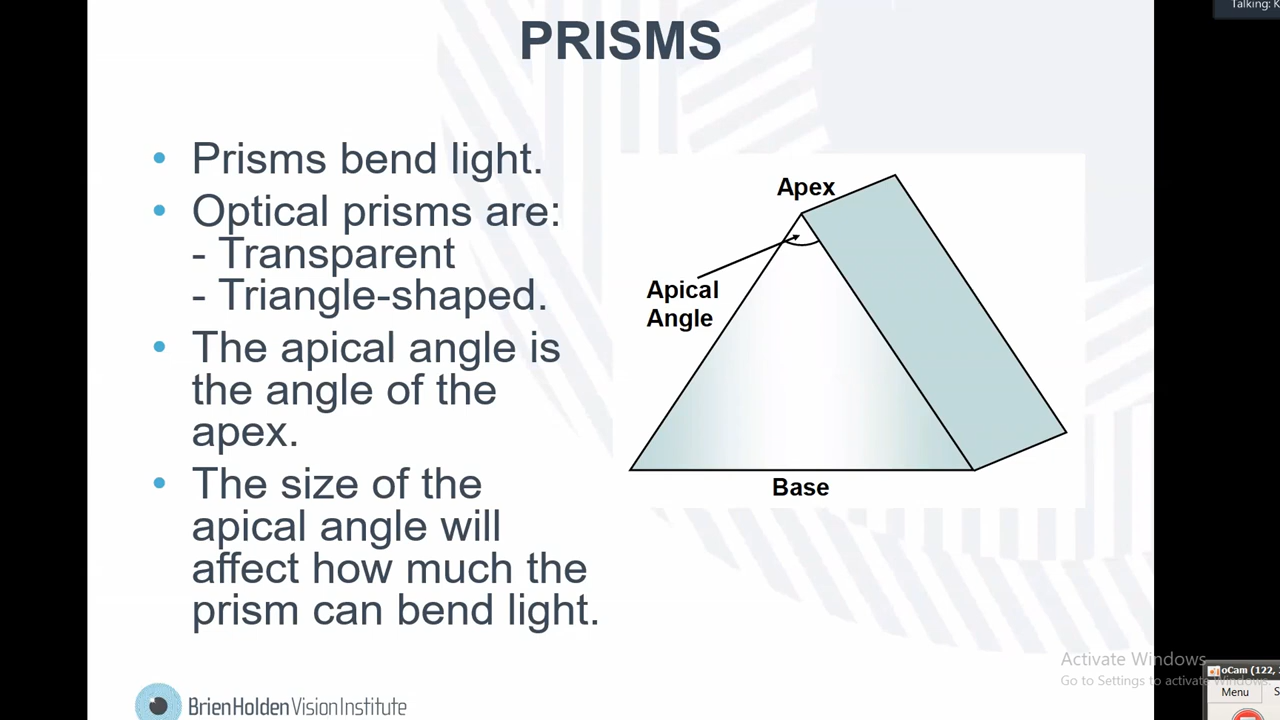 Talking: K
PRISMS
• Prisms bend light.
• Optical prisms are:
- Transparent
- Triangle-shaped.
• The apical angle is
the angle of the
apex.
• The size of the
apical angle will
affect how much the
prism can bend light.
Apex
Apical
Angle
Base
Activate Windows
Go to Settings to activate Windows.
oCam (122,
Menu
S
Brien Holden Vision Institute